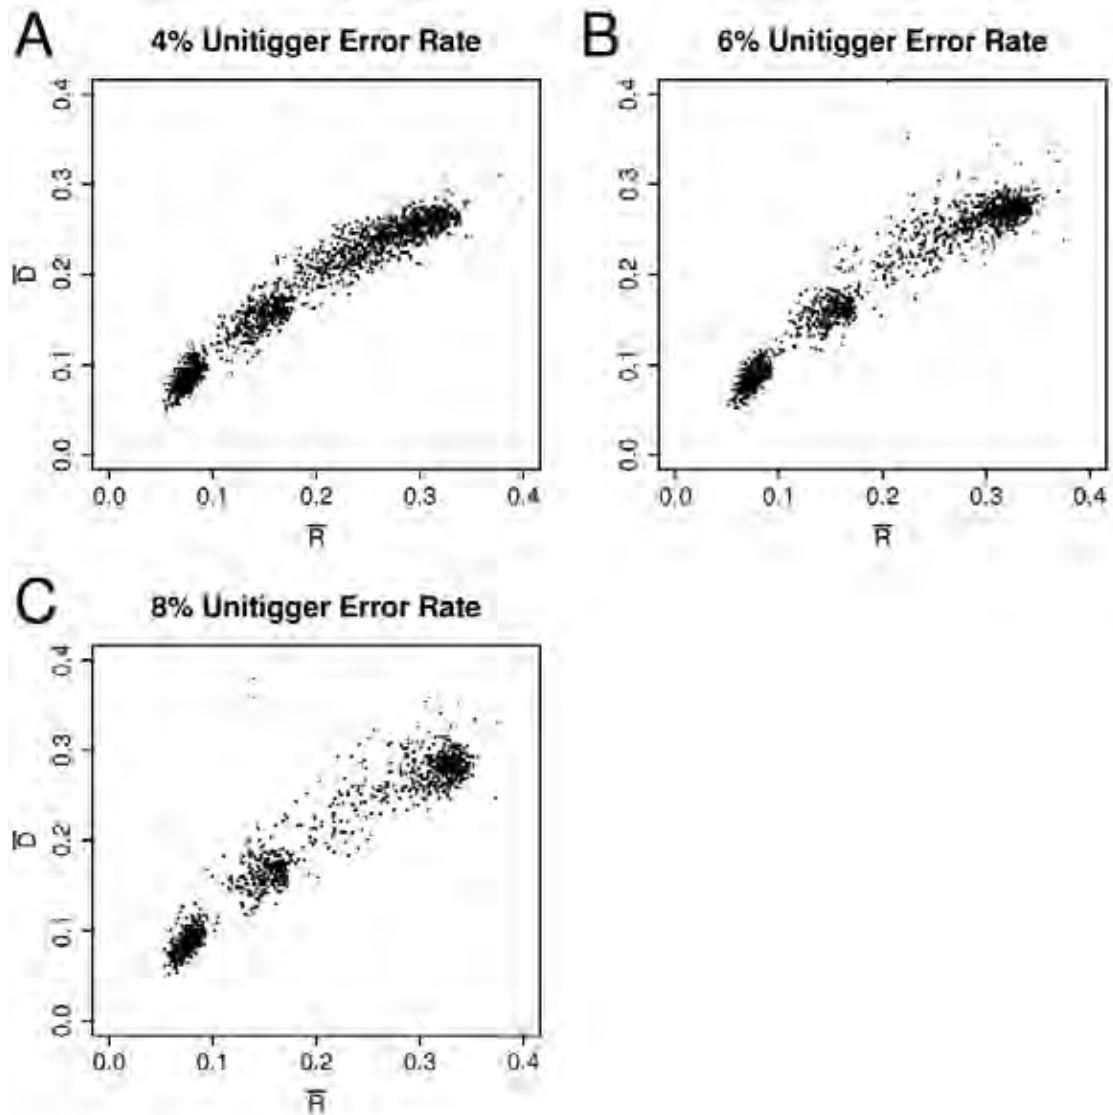 A
4% Unitigger Error Rate
0.4
0.3
0.2
0.1
0.0
D̅
0.0 0.1 0.2 0.3 0.4
R̅
B
6% Unitigger Error Rate
0.4
0.3
0.2
0.1
0.0
D̅
0.0 0.1 0.2 0.3 0.4
R̅
C
8% Unitigger Error Rate
0.4
0.3
0.2
0.1
0.0
D̅
0.0 0.1 0.2 0.3 0.4
R̅